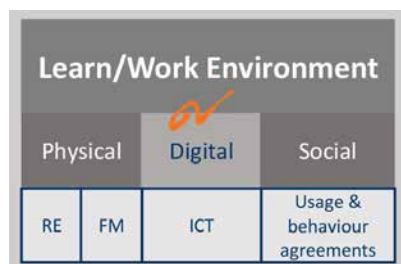 Learn/Work Environment
Physical
Digital
Social
RE
FM
ICT
Usage &
behaviour
agreements